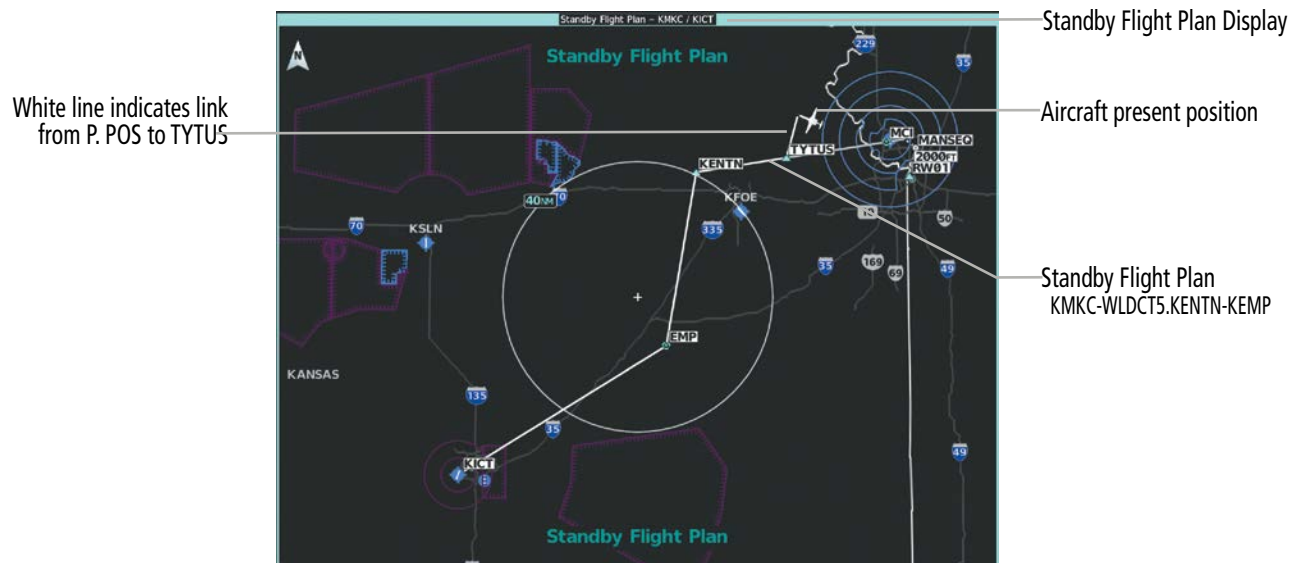 Standby Flight Plan – KMKC / KICT
Standby Flight Plan Display
N
Standby Flight Plan
229
35
White line indicates link
from P. POS to TYTUS
Aircraft present position
MCI
MANSEQ
TYTUS
2000FT
RW01
KENTN
KFOE
40NM
70
KSLN
335
50
35
169
69
49
Standby Flight Plan
KMKC-WLDCT5.KENTN-KEMP
EMP
KANSAS
135
35
49
KICT
Standby Flight Plan